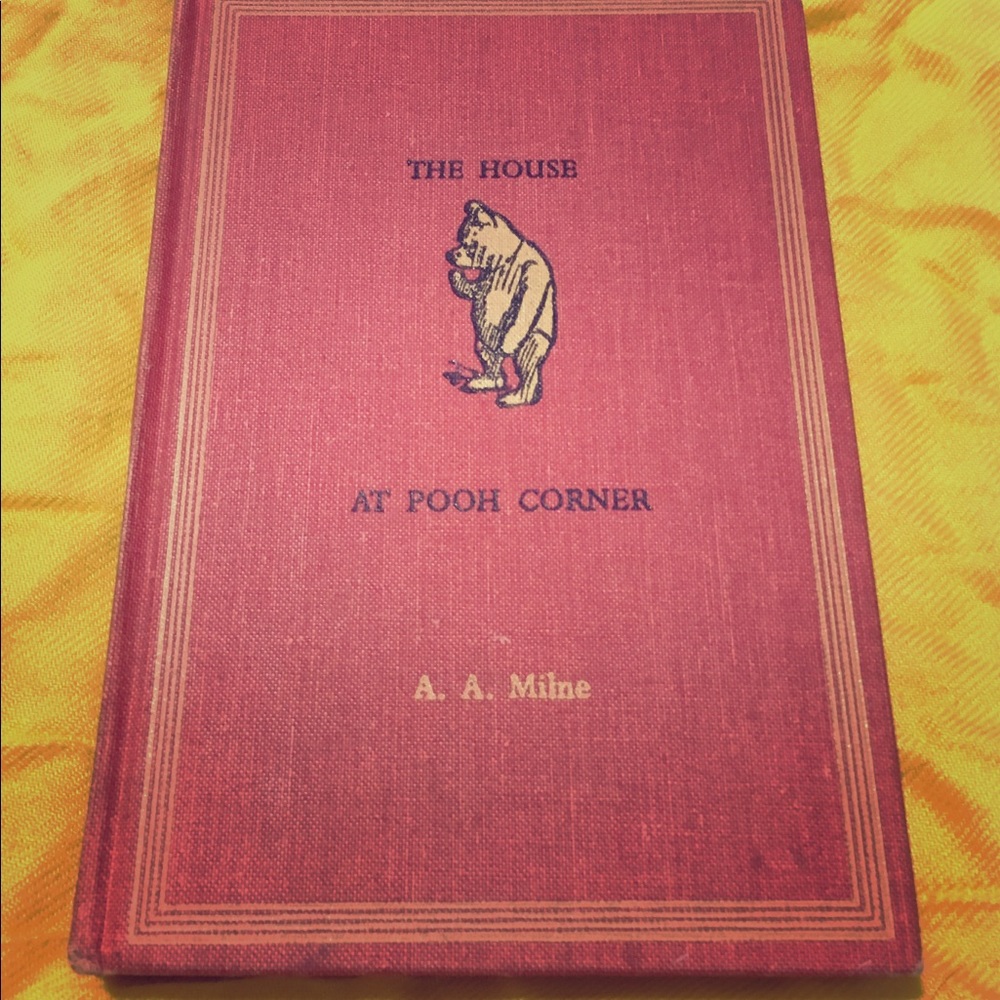 THE HOUSE
AT POOH CORNER
A. A. Milne